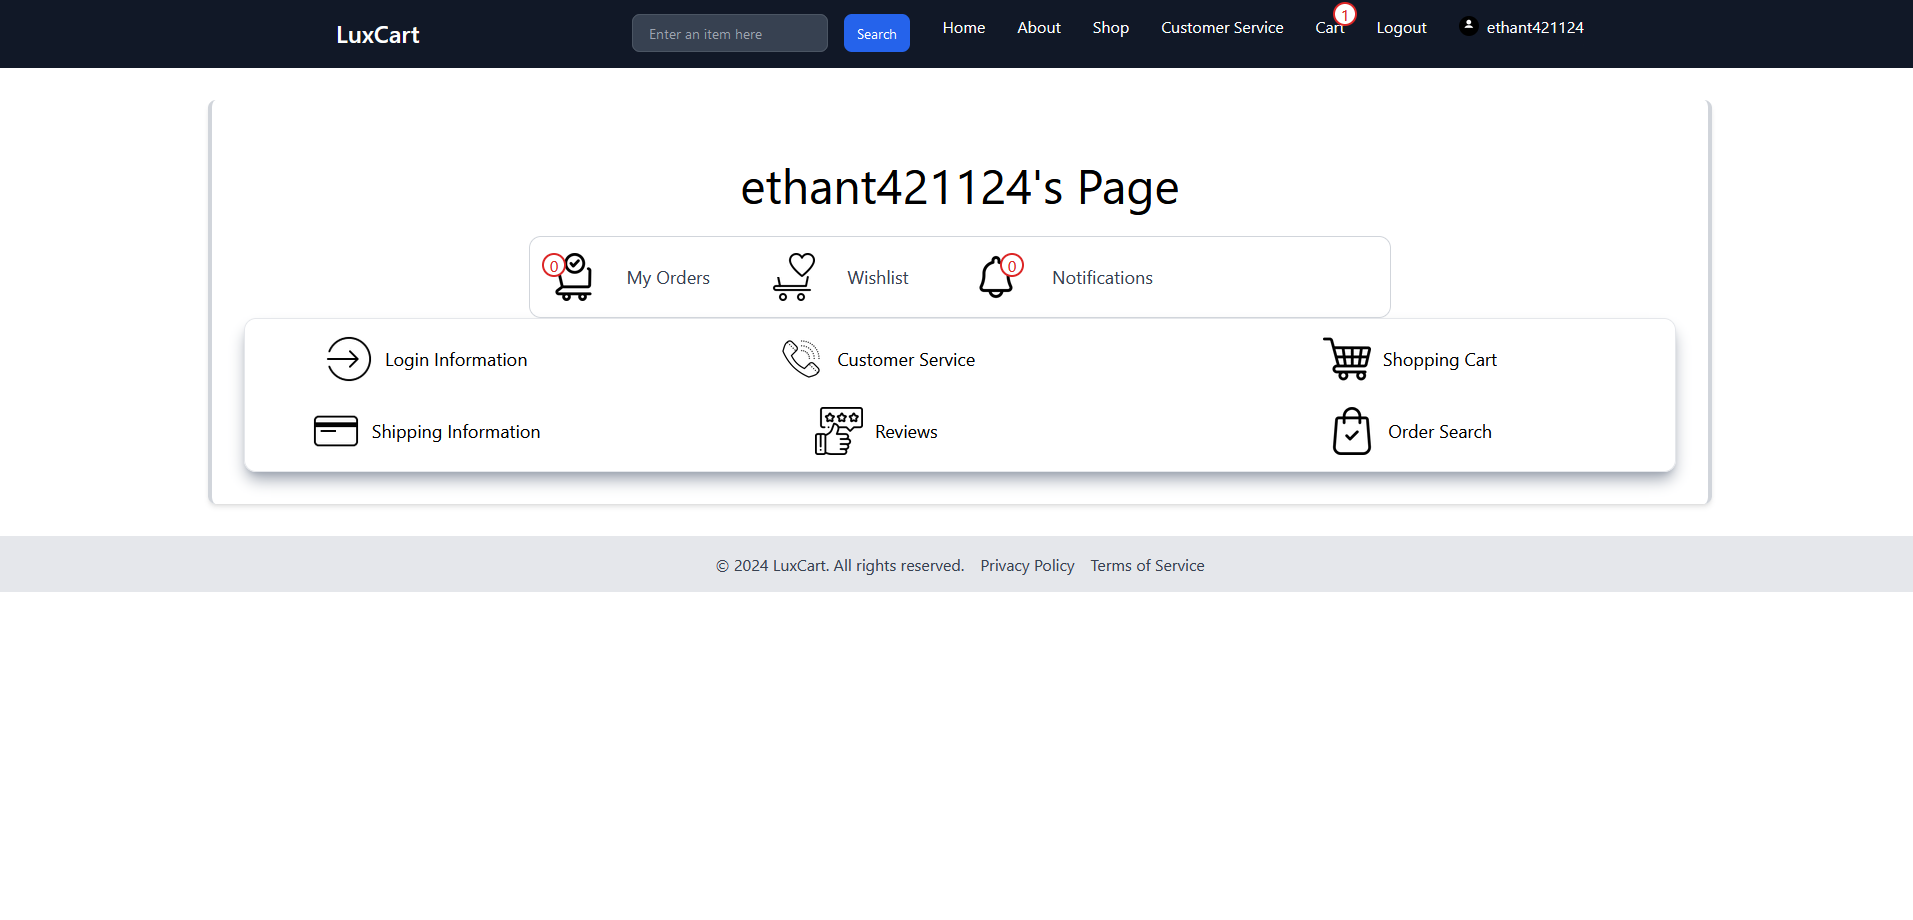 LuxCart
Enter an item here
Search
Home
About
Shop
Customer Service
Cart
1
Logout
ethant421124
ethant421124's Page
0
My Orders
Wishlist
0
Notifications
Login Information
Customer Service
Shopping Cart
Shipping Information
Reviews
Order Search
© 2024 LuxCart. All rights reserved. Privacy Policy Terms of Service